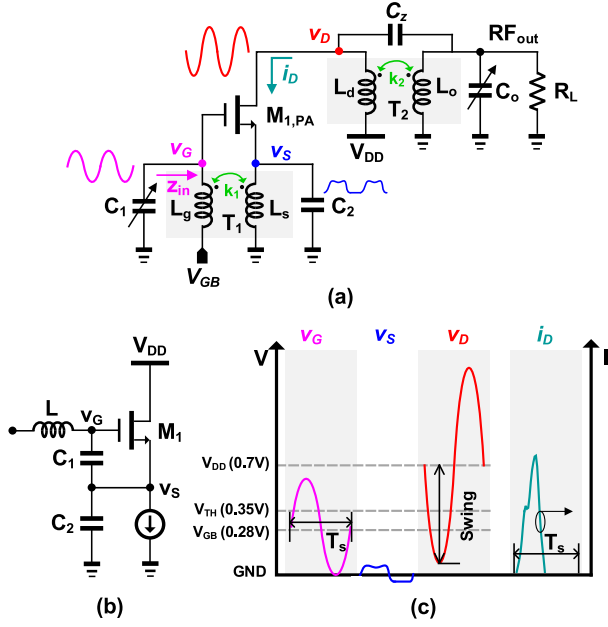 C_z
v_D
RF_out
i_D
L_d
k_2
L_o
C_o
R_L
T_2
M_1,PA
V_DD
v_G
v_S
z_in
k_1
C_1
L_g
T_1
L_s
C_2
V_GB
(a)
V_DD
L
v_G
M_1
C_1
v_S
C_2
(b)
v_G v_S v_D i_D
V I
V_DD (0.7V)
V_TH (0.35V)
V_GB (0.28V)
GND
T_s
Swing
T_s
(c)